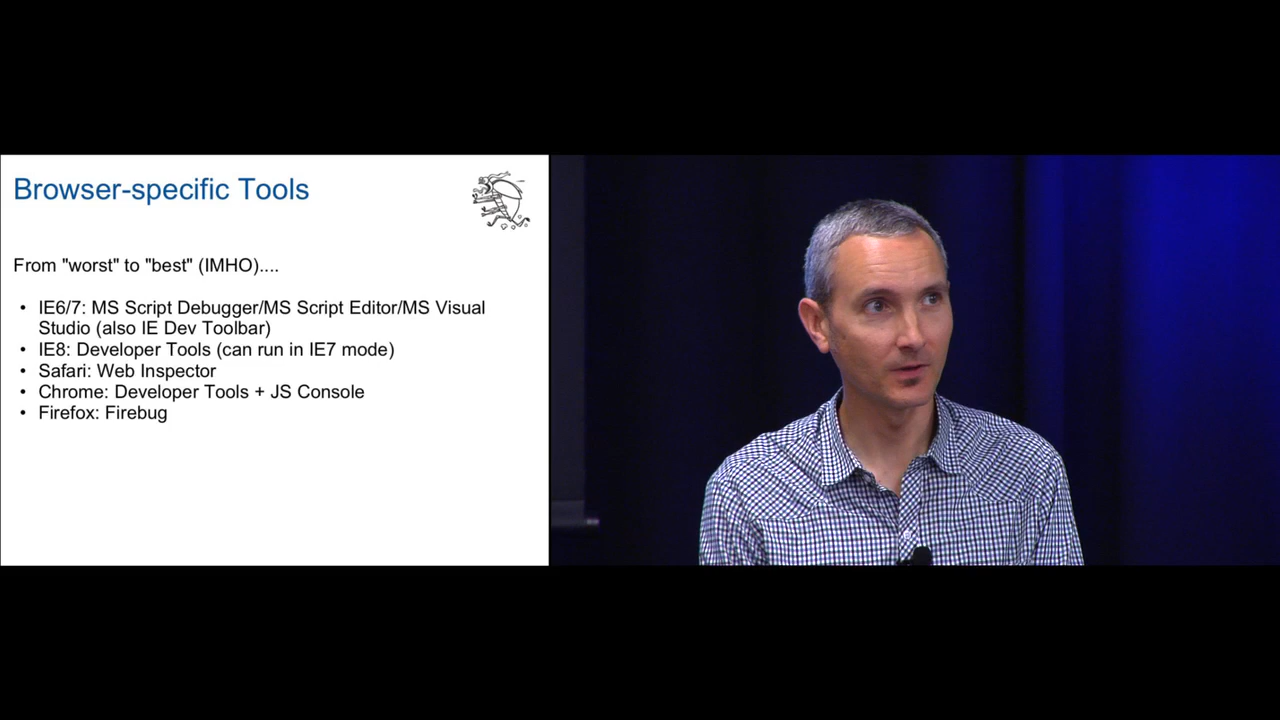 Browser-specific Tools
From "worst" to "best" (IMHO)....
• IE6/7: MS Script Debugger/MS Script Editor/MS Visual
Studio (also IE Dev Toolbar)
• IE8: Developer Tools (can run in IE7 mode)
• Safari: Web Inspector
• Chrome: Developer Tools + JS Console
• Firefox: Firebug